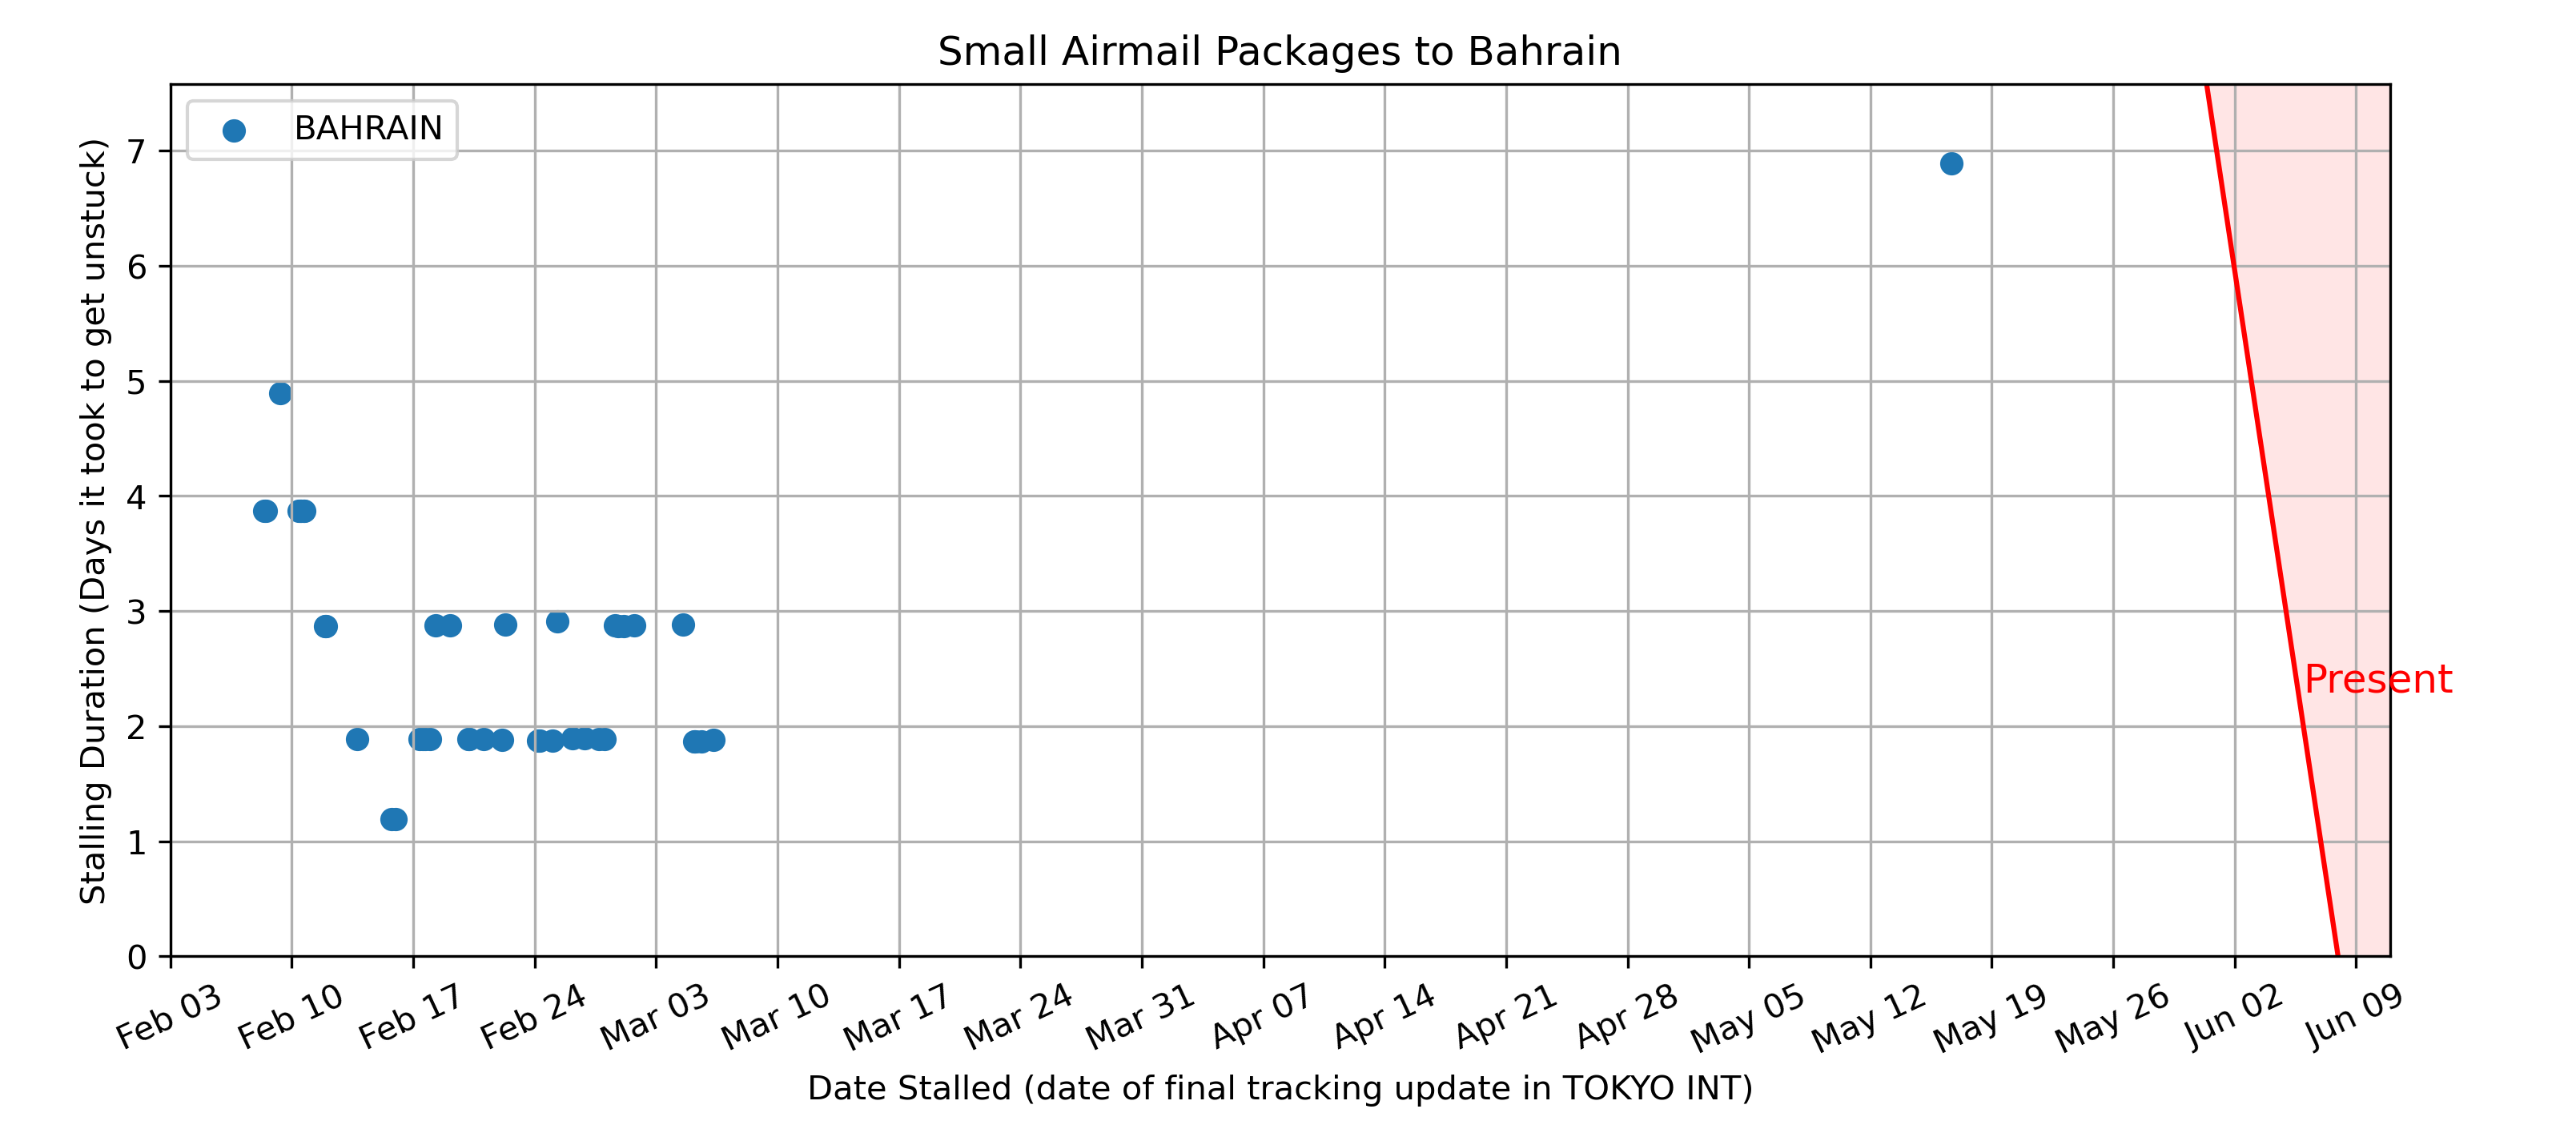 Small Airmail Packages to Bahrain
BAHRAIN
Stalling Duration (Days it took to get unstuck)
7
6
5
4
3
2
1
0
Present
Feb 03
Feb 10
Feb 17
Feb 24
Mar 03
Mar 10
Mar 17
Mar 24
Mar 31
Apr 07
Apr 14
Apr 21
Apr 28
May 05
May 12
May 19
May 26
Jun 02
Jun 09
Date Stalled (date of final tracking update in TOKYO INT)